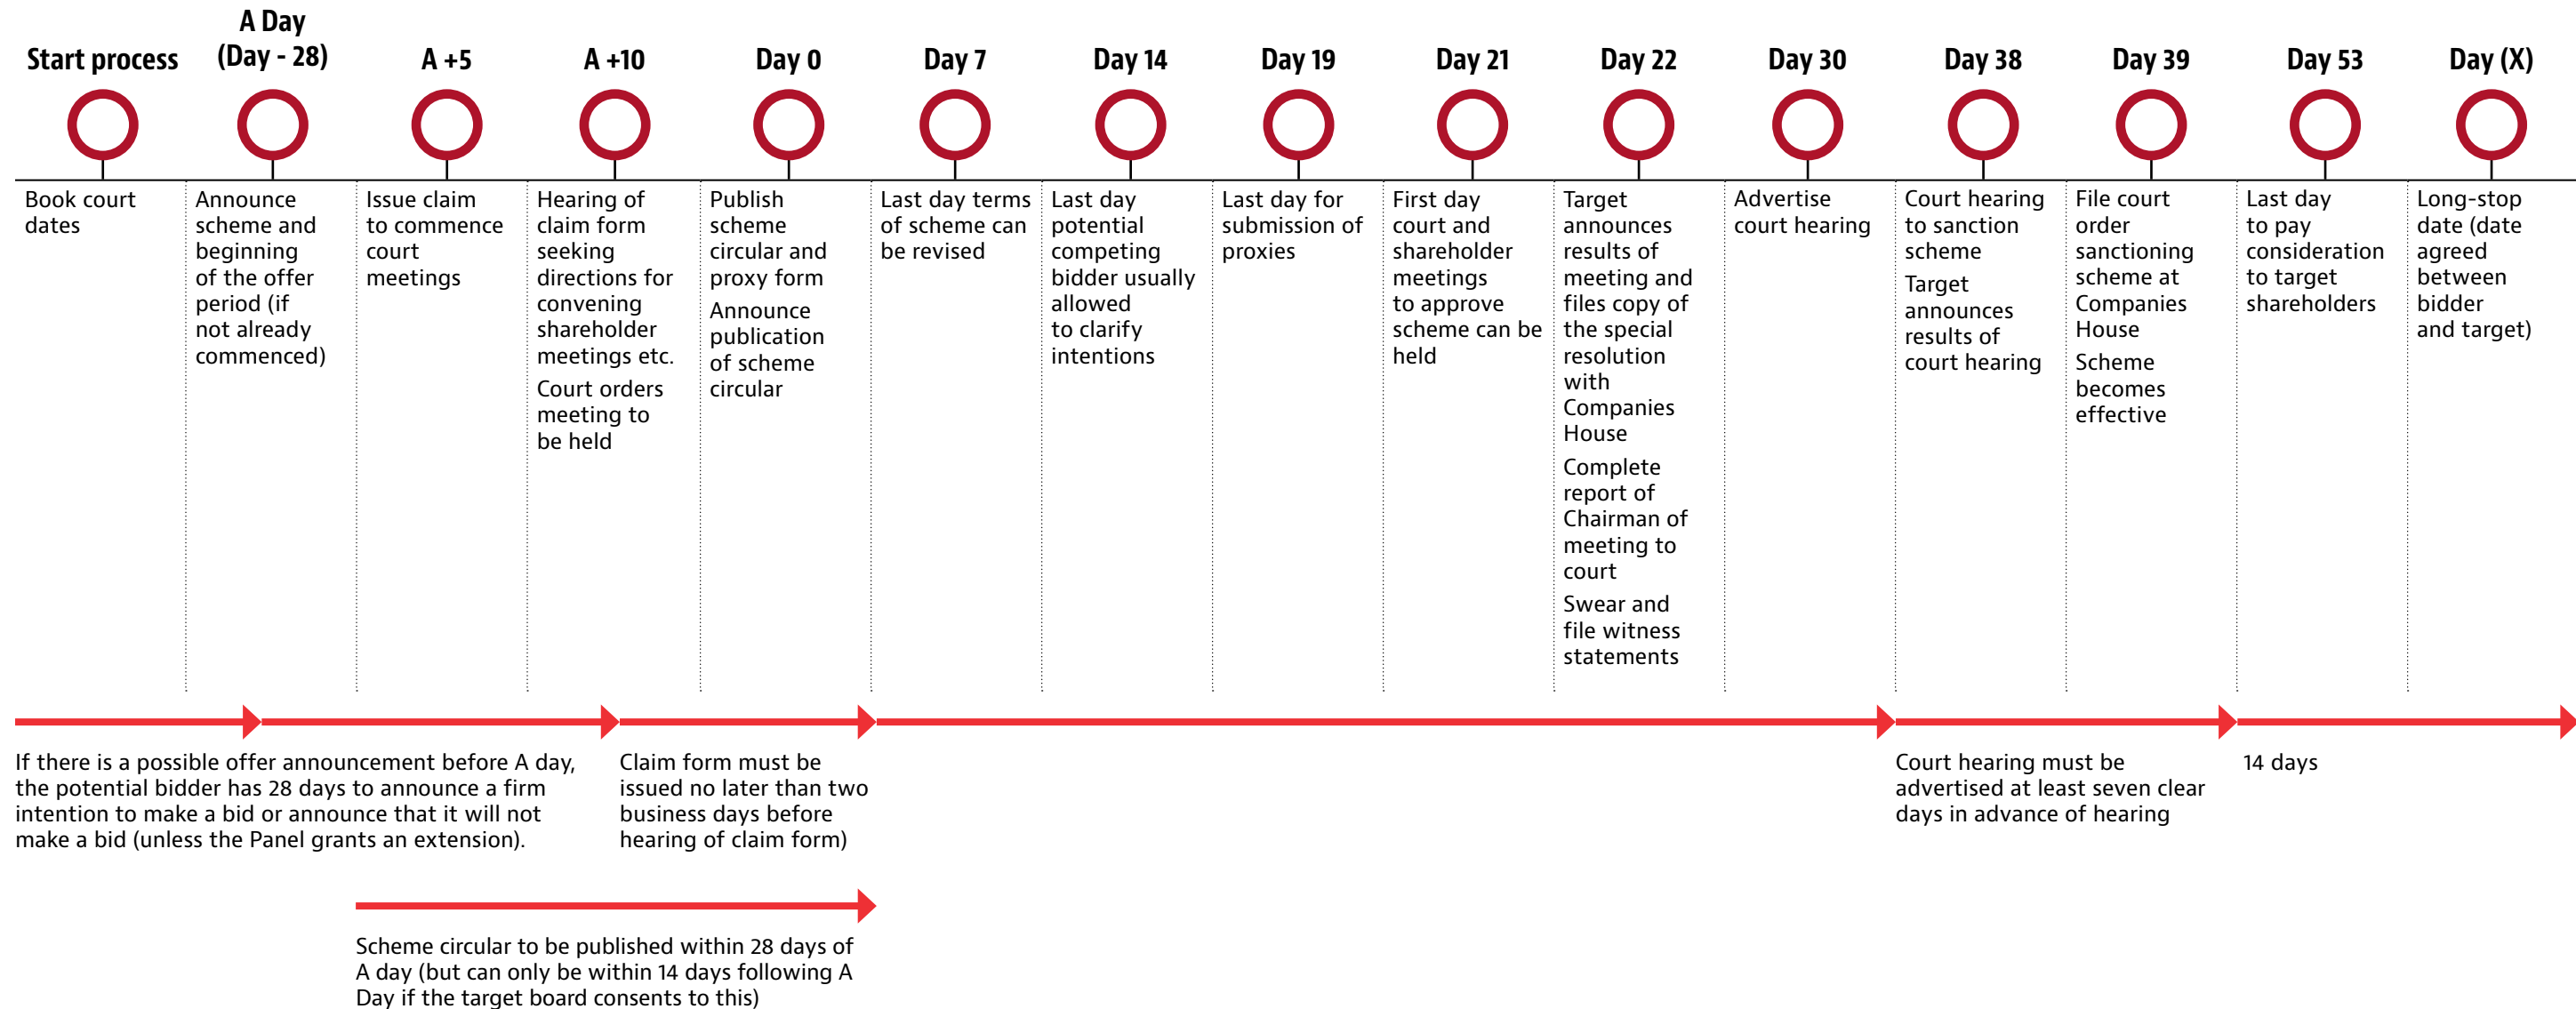 Start process
A Day
(Day - 28)
A +5
A +10
Day 0
Day 7
Day 14
Day 19
Day 21
Day 22
Day 30
Day 38
Day 39
Day 53
Day (X)
Book court
dates
Announce
scheme and
beginning
of the offer
period (if
not already
commenced)
Issue claim
to commence
court
meetings
Hearing of
claim form
seeking
directions for
convening
shareholder
meetings etc.
Court orders
meeting to
be held
Publish
scheme
circular and
proxy form
Announce
publication
of scheme
circular
Last day terms
of scheme can
be revised
Last day
potential
competing
bidder usually
allowed
to clarify
intentions
Last day for
submission of
proxies
First day
court and
shareholder
meetings
to approve
scheme can be
held
Target
announces
results of
meeting and
files copy of
the special
resolution
with
Companies
House
Complete
report of
Chairman of
meeting to
court
Swear and
file witness
statements
Advertise
court hearing
Court hearing
to sanction
scheme
Target
announces
results of
court hearing
File court
order
sanctioning
scheme at
Companies
House
Scheme
becomes
effective
Last day
to pay
consideration
to target
shareholders
Long-stop
date (date
agreed
between
bidder
and target)
If there is a possible offer announcement before A day,
the potential bidder has 28 days to announce a firm
intention to make a bid or announce that it will not
make a bid (unless the Panel grants an extension).
Claim form must be
issued no later than two
business days before
hearing of claim form)
Court hearing must be
advertised at least seven clear
days in advance of hearing
14 days
Scheme circular to be published within 28 days of
A day (but can only be within 14 days following A
Day if the target board consents to this)